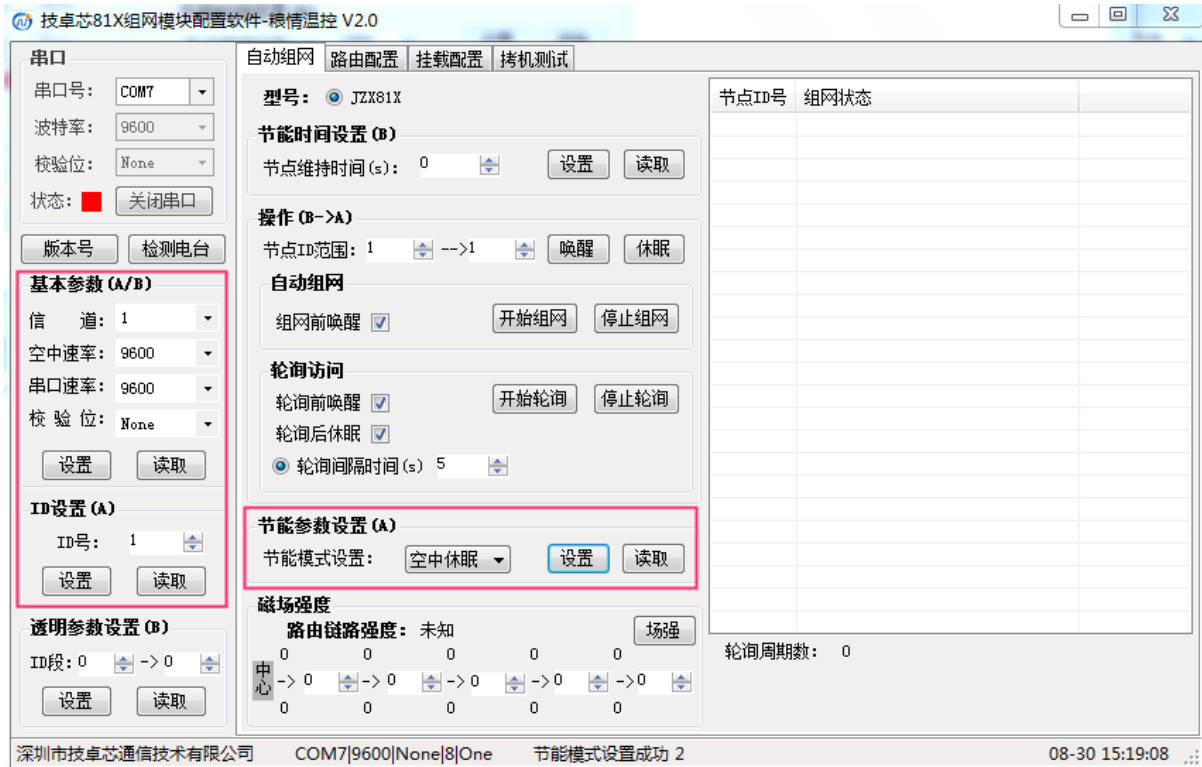 技卓芯81X组网模块配置软件-粮情温控 V2.0
串口
串口号: COM7
波特率: 9600
校验位: None
状态: 关闭串口
版本号 检测电台
基本参数(A/B)
信 道: 1
空中速率: 9600
串口速率: 9600
校 验 位: None
设置 读取
ID设置(A)
ID号: 1
设置 读取
透明参数设置(B)
ID段: 0 -> 0
设置 读取
自动组网 路由配置 挂载配置 拷机测试
型号: JZX81X
节能时间设置(B)
节点维持时间(s): 0 设置 读取
操作(B->A)
节点ID范围: 1 -->1 唤醒 休眠
自动组网
组网前唤醒 开始组网 停止组网
轮询访问
轮询前唤醒 开始轮询 停止轮询
轮询后休眠
轮询间隔时间(s) 5
节能参数设置(A)
节能模式设置: 空中休眠 设置 读取
磁场强度
路由链路强度: 未知 场强
0 0 0 0 0
中心 -> 0 -> 0 -> 0 ->0 ->0
0 0 0 0 0
节点ID号 组网状态
轮询周期数: 0
深圳市技卓芯通信技术有限公司 COM7|9600|None|8|One 节能模式设置成功 2 08-30 15:19:08